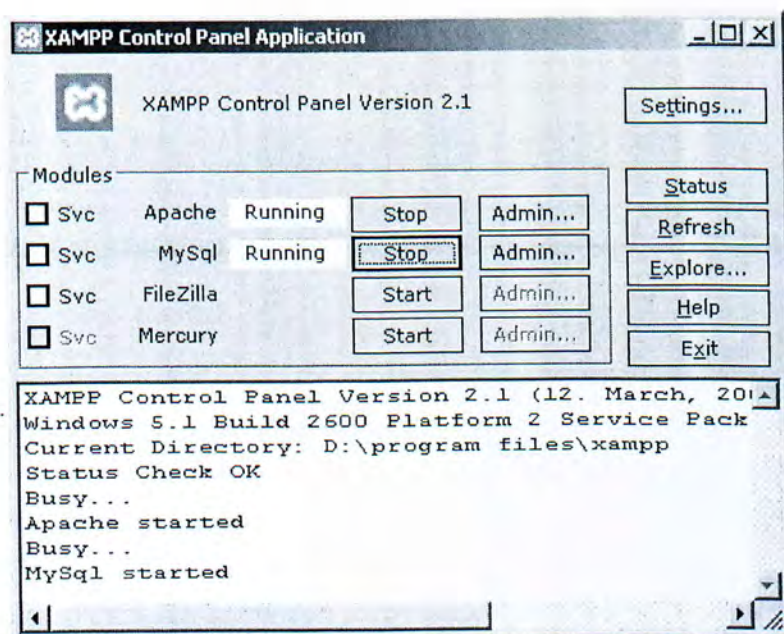 XAMPP Control Panel Application
XAMPP Control Panel Version 2.1
Settings...
Modules
Svc Apache Running Stop Admin...
Svc MySql Running Stop Admin...
Svc FileZilla Start Admin...
Svc Mercury Start Admin...
Status
Refresh
Explore...
Help
Exit
XAMPP Control Panel Version 2.1 (12. March, 20
Windows 5.1 Build 2600 Platform 2 Service Pack
Current Directory: D:\program files\xampp
Status Check OK
Busy...
Apache started
Busy...
MySql started